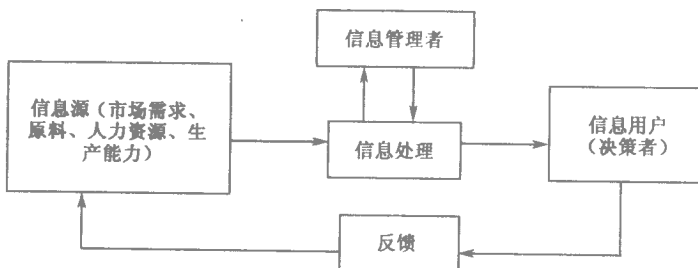 信息管理者
信息源（市场需求、
原料、人力资源、生
产能力）
信息处理
信息用户
（决策者）
反馈